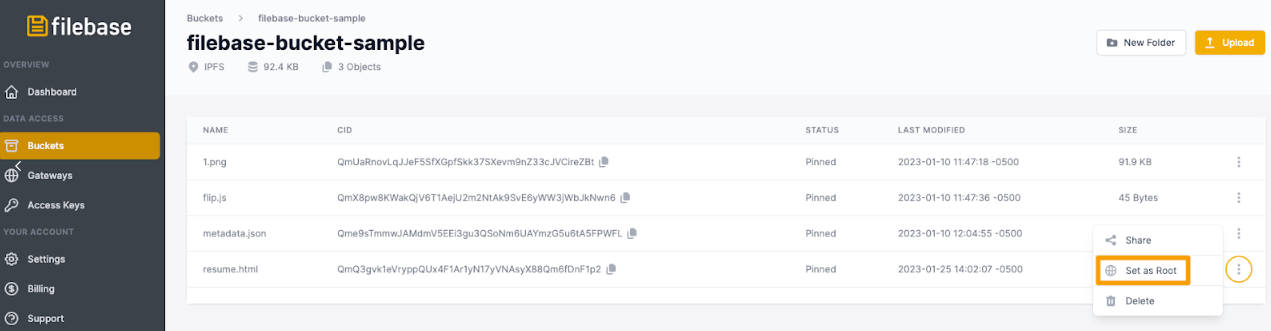 filebase
OVERVIEW
Dashboard
DATA ACCESS
Buckets
Gateways
Access Keys
YOUR ACCOUNT
Settings
Billing
Support
Buckets > filebase-bucket-sample
filebase-bucket-sample
IPFS 92.4 KB 3 Objects
New Folder Upload
NAME CID STATUS LAST MODIFIED SIZE
1.png QmUaRnovLqJJeF5SfXGpfSkk37SXevm9nZ33cJVCireZBt Pinned 2023-01-10 11:47:18 -0500 91.9 KB
flip.js QmX8pw8KWakQjV6T1AejU2m2NtAk9SvE6yWW3jWbJkNwn6 Pinned 2023-01-10 11:47:36 -0500 45 Bytes
metadata.json Qme9sTmmwJAMdmV5EEi3gu3QSoNm6UAYmzG5u6tA5FPWFL Pinned 2023-01-10 12:04:55 -0500
resume.html QmQ3gvk1eVryppQUx4F1Ar1yN17yVNAsyX88Qm6fDnF1p2 Pinned 2023-01-25 14:02:07 -0500
Share
Set as Root
Delete